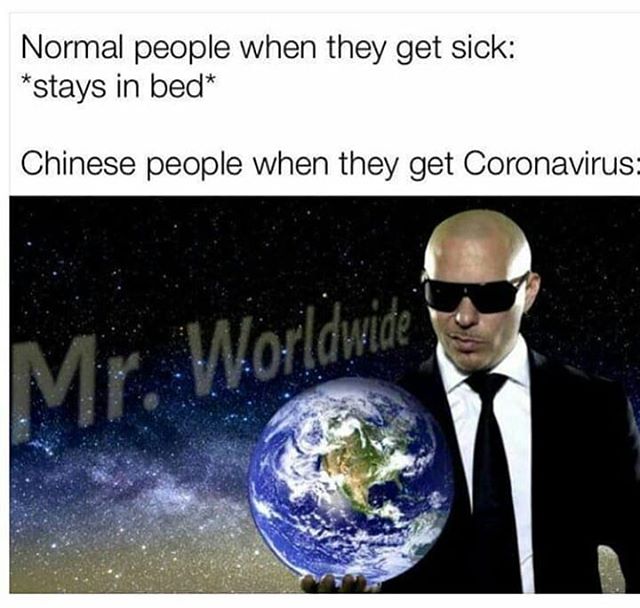 Normal people when they get sick:
*stays in bed*
Chinese people when they get Coronavirus:
Mr. Worldwide